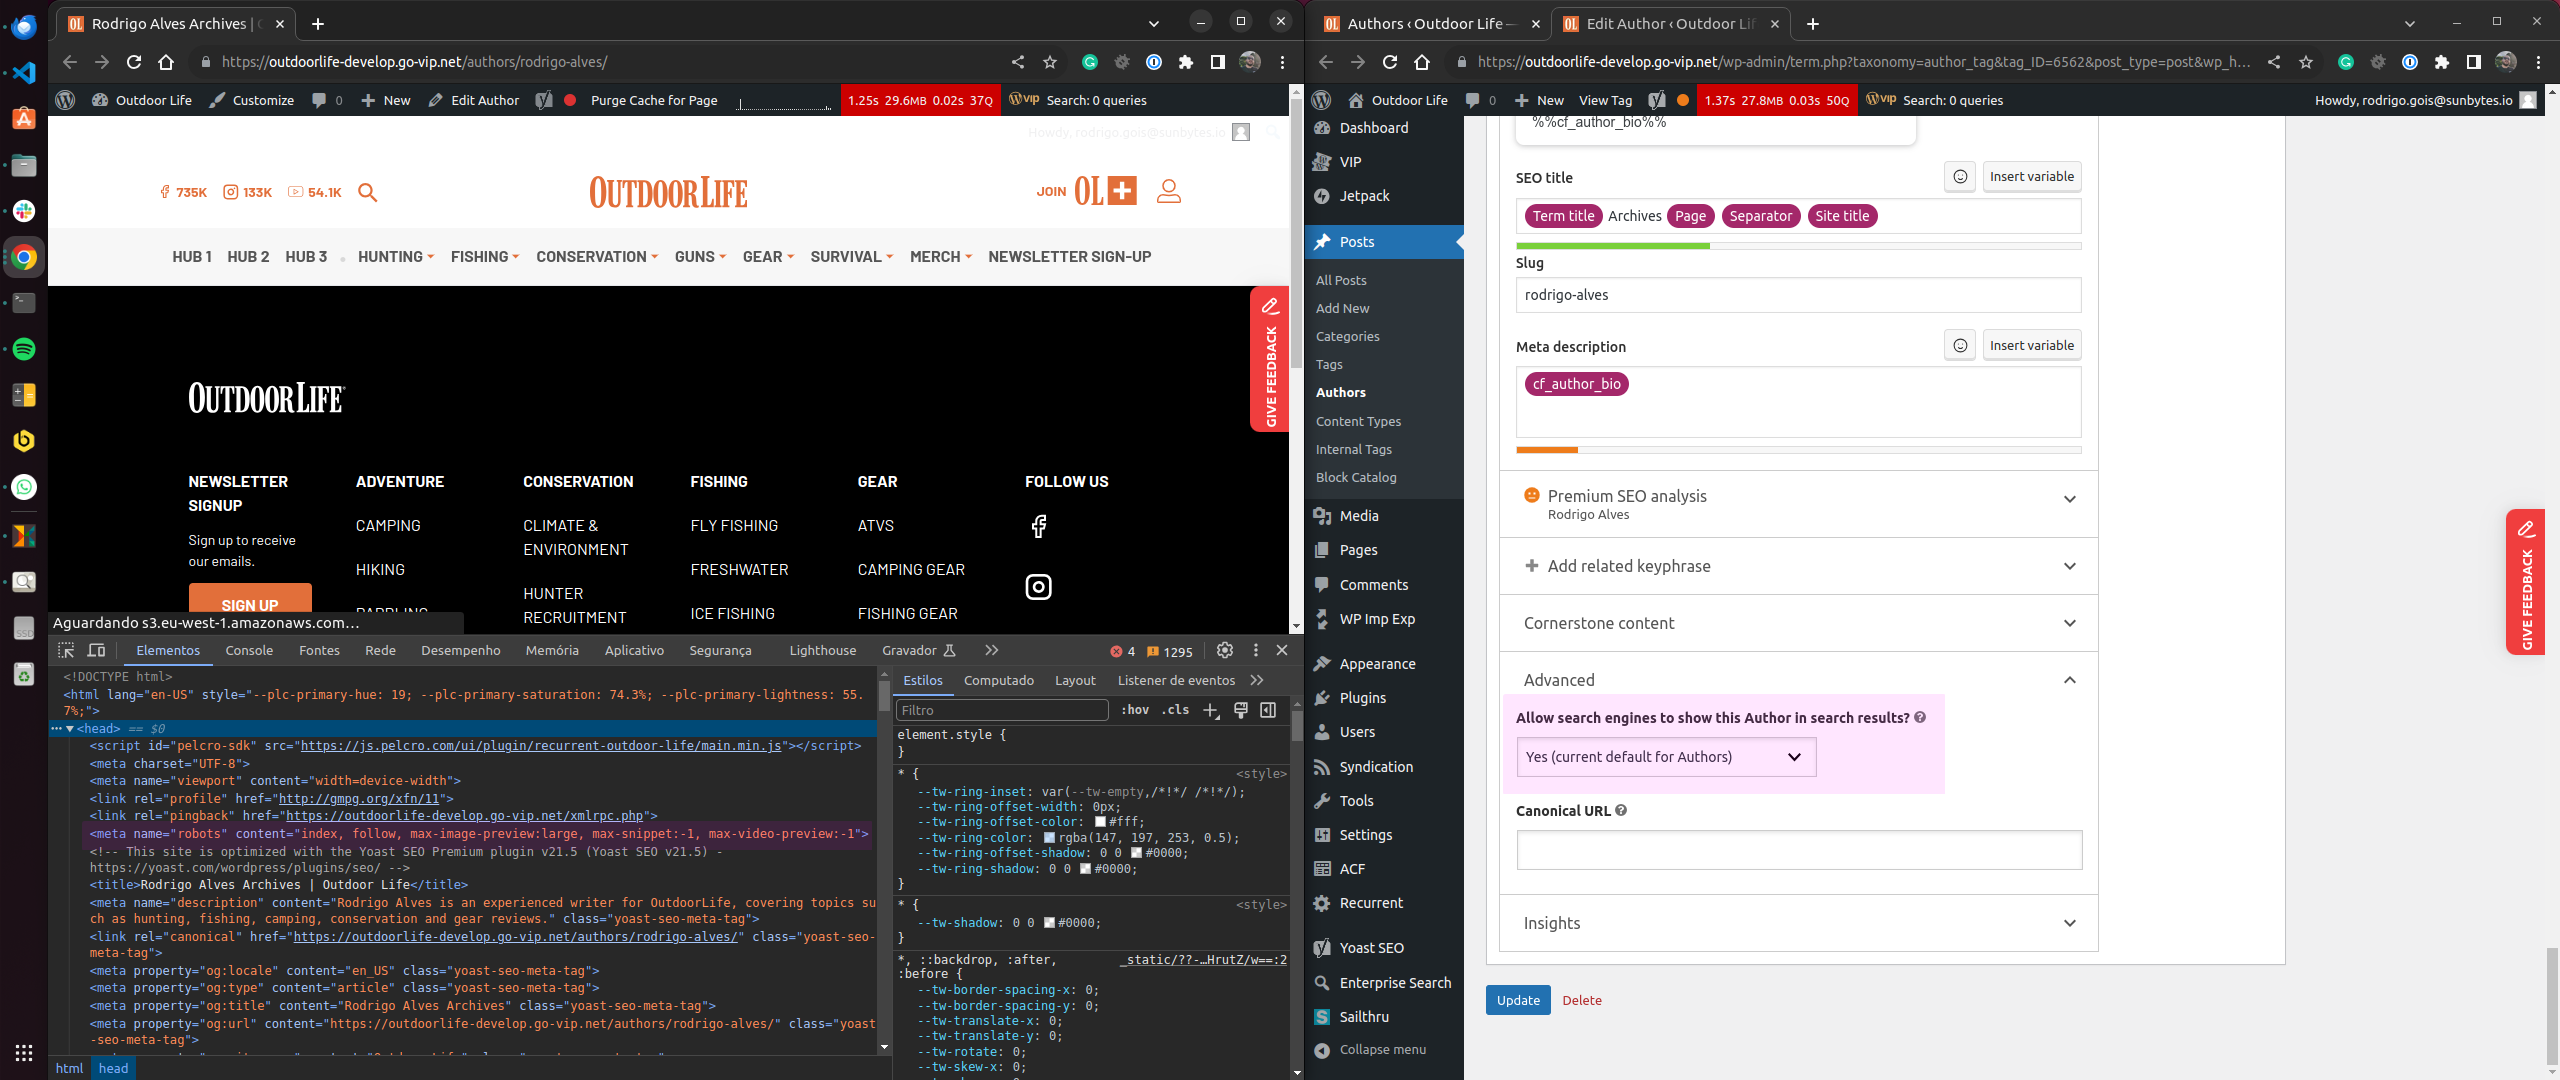 Rodrigo Alves Archives |
https://outdoorlife-develop.go-vip.net/authors/rodrigo-alves/
Outdoor Life Customize 0 New Edit Author Purge Cache for Page 1.25s 29.6MB 0.02s 37Q VIP Search: 0 queries
Howdy, rodrigo.gois@sunbytes.io
735K 133K 54.1K OUTDOOR LIFE JOIN OL+
HUB 1 HUB 2 HUB 3 HUNTING FISHING CONSERVATION GUNS GEAR SURVIVAL MERCH NEWSLETTER SIGN-UP
GIVE FEEDBACK
OUTDOOR LIFE
NEWSLETTER SIGNUP
Sign up to receive
our emails.
SIGN UP
ADVENTURE
CAMPING
HIKING
PADDLING
CONSERVATION
CLIMATE &
ENVIRONMENT
HUNTER
RECRUITMENT
FISHING
FLY FISHING
FRESHWATER
ICE FISHING
GEAR
ATVS
CAMPING GEAR
FISHING GEAR
FOLLOW US
Aguardando s3.eu-west-1.amazonaws.com…
Elementos Console Fontes Rede Desempenho Memória Aplicativo Segurança Lighthouse Gravador 4 1295
<!DOCTYPE html>
<html lang="en-US" style="--plc-primary-hue: 19; --plc-primary-saturation: 74.3%; --plc-primary-lightness: 55.
7%;">
<head> == $0
<script id="pelcro-sdk" src="https://js.pelcro.com/ui/plugin/recurrent-outdoor-life/main.min.js"></script>
<meta charset="UTF-8">
<meta name="viewport" content="width=device-width">
<link rel="profile" href="http://gmpg.org/xfn/11">
<link rel="pingback" href="https://outdoorlife-develop.go-vip.net/xmlrpc.php">
<meta name="robots" content="index, follow, max-image-preview:large, max-snippet:-1, max-video-preview:-1">
<!-- This site is optimized with the Yoast SEO Premium plugin v21.5 (Yoast SEO v21.5) -
https://yoast.com/wordpress/plugins/seo/ -->
<title>Rodrigo Alves Archives | Outdoor Life</title>
<meta name="description" content="Rodrigo Alves is an experienced writer for OutdoorLife, covering topics su
ch as hunting, fishing, camping, conservation and gear reviews." class="yoast-seo-meta-tag">
<link rel="canonical" href="https://outdoorlife-develop.go-vip.net/authors/rodrigo-alves/" class="yoast-seo-
meta-tag">
<meta property="og:locale" content="en_US" class="yoast-seo-meta-tag">
<meta property="og:type" content="article" class="yoast-seo-meta-tag">
<meta property="og:title" content="Rodrigo Alves Archives" class="yoast-seo-meta-tag">
<meta property="og:url" content="https://outdoorlife-develop.go-vip.net/authors/rodrigo-alves/" class="yoast
-seo-meta-tag">
html head
Estilos Computado Layout Listener de eventos
Filtro :hov .cls
element.style {
}
* { <style>
--tw-ring-inset: var(--tw-empty,/*!*/ /*!*/);
--tw-ring-offset-width: 0px;
--tw-ring-offset-color: #fff;
--tw-ring-color: rgba(147, 197, 253, 0.5);
--tw-ring-offset-shadow: 0 0 #0000;
--tw-ring-shadow: 0 0 #0000;
}
* { <style>
--tw-shadow: 0 0 #0000;
}
*, ::backdrop, :after, _static/??-…HrutZ/w==:2
:before {
--tw-border-spacing-x: 0;
--tw-border-spacing-y: 0;
--tw-translate-x: 0;
--tw-translate-y: 0;
--tw-rotate: 0;
--tw-skew-x: 0;
Authors ‹ Outdoor Life —
Edit Author ‹ Outdoor Lif
https://outdoorlife-develop.go-vip.net/wp-admin/term.php?taxonomy=author_tag&tag_ID=6562&post_type=post&wp_h…
Outdoor Life 0 New View Tag 1.37s 27.8MB 0.03s 50Q VIP Search: 0 queries Howdy, rodrigo.gois@sunbytes.io
Dashboard
VIP
Jetpack
Posts
All Posts
Add New
Categories
Tags
Authors
Content Types
Internal Tags
Block Catalog
Media
Pages
Comments
WP Imp Exp
Appearance
Plugins
Users
Syndication
Tools
Settings
ACF
Recurrent
Yoast SEO
Enterprise Search
Sailthru
Collapse menu
%%cf_author_bio%%
SEO title Insert variable
Term title Archives Page Separator Site title
Slug
rodrigo-alves
Meta description Insert variable
cf_author_bio
Premium SEO analysis
Rodrigo Alves
Add related keyphrase
Cornerstone content
Advanced
Allow search engines to show this Author in search results?
Yes (current default for Authors)
Canonical URL
Insights
Update Delete
GIVE FEEDBACK